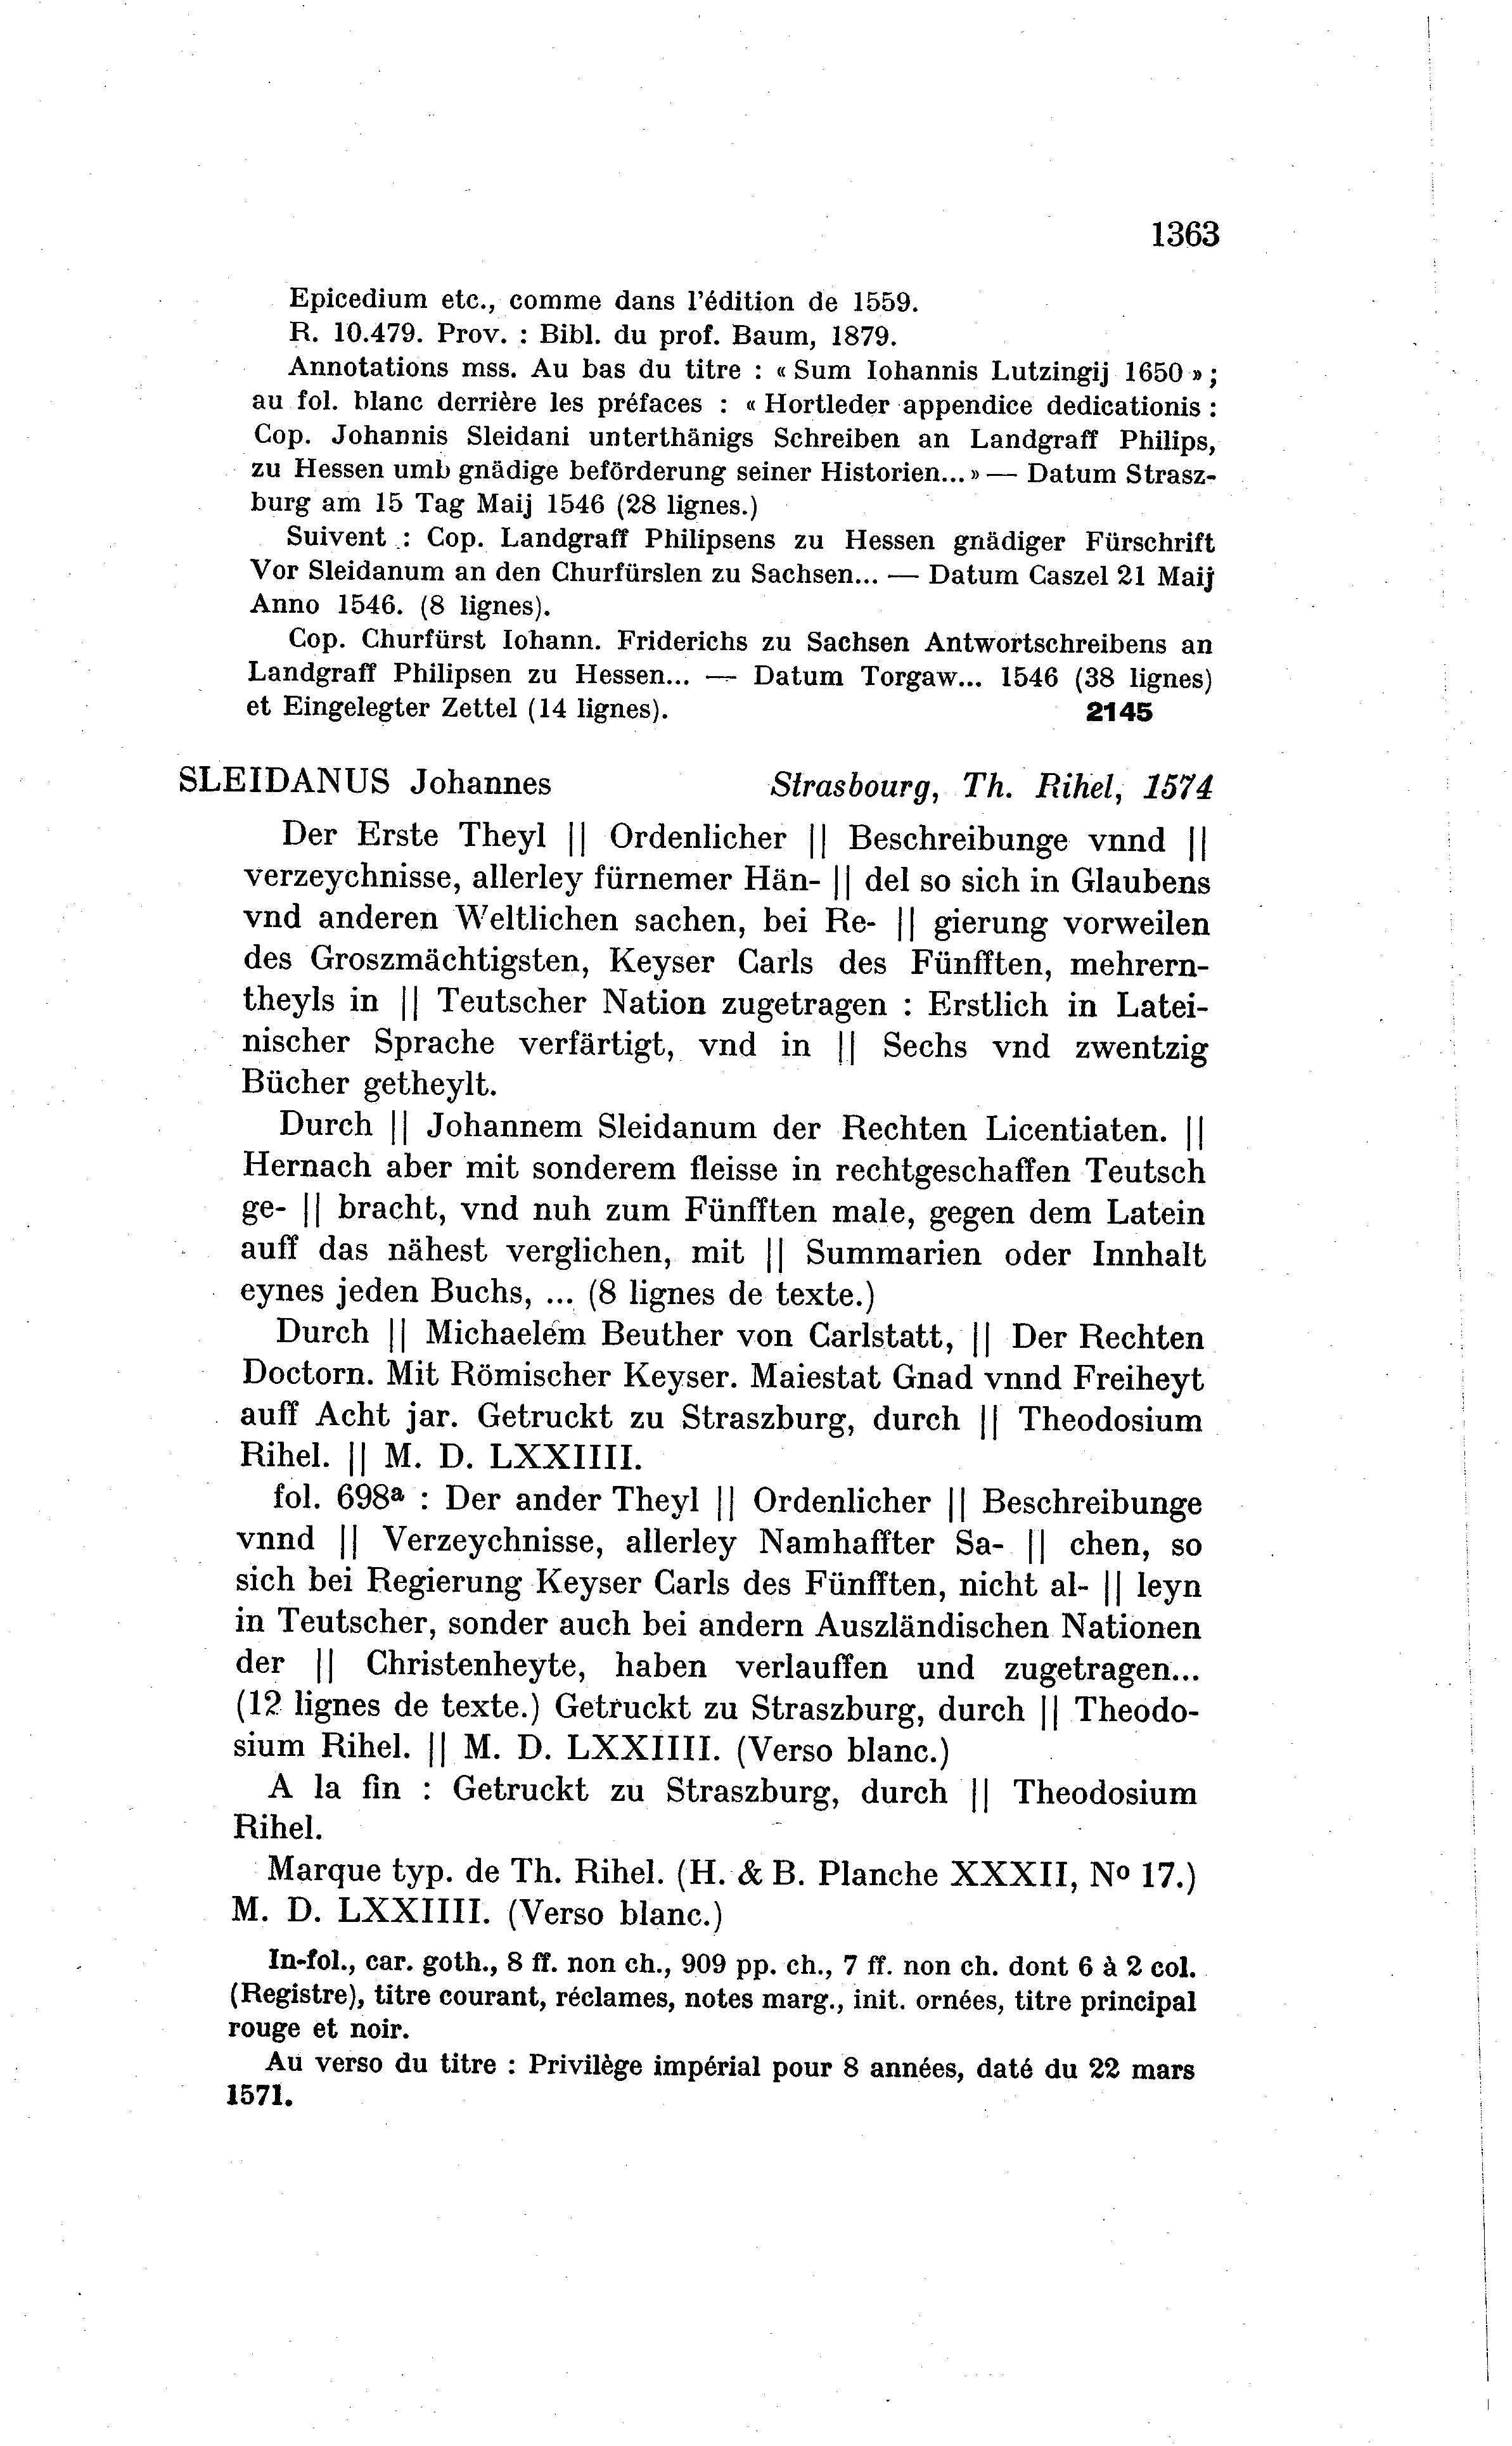 1363
Epicedium etc., comme dans l'édition de 1559.
R. 10.479. Prov. : Bibl. du prof. Baum, 1879.
Annotations mss. Au bas du titre : « Sum Iohannis Lutzingij 1650 » ;
au fol. blanc derrière les préfaces : « Hortleder appendice dedicationis :
Cop. Johannis Sleidani unterthänigs Schreiben an Landgraff Philips,
zu Hessen umb gnädige beförderung seiner Historien... » — Datum Strasz-
burg am 15 Tag Maij 1546 (28 lignes.)
Suivent : Cop. Landgraff Philipsens zu Hessen gnädiger Fürschrift
Vor Sleidanum an den Churfürslen zu Sachsen... — Datum Caszel 21 Maij
Anno 1546. (8 lignes).
Cop. Churfürst Iohann. Friderichs zu Sachsen Antwortschreibens an
Landgraff Philipsen zu Hessen... — Datum Torgaw... 1546 (38 lignes)
et Eingelegter Zettel (14 lignes). 2145
SLEIDANUS Johannes Strasbourg, Th. Rihel, 1574
Der Erste Theyl || Ordenlicher || Beschreibunge vnnd ||
verzeychnisse, allerley fürnemer Hän- || del so sich in Glaubens
vnd anderen Weltlichen sachen, bei Re- || gierung vorweilen
des Groszmächtigsten, Keyser Carls des Fünfften, mehrern-
theyls in || Teutscher Nation zugetragen : Erstlich in Latei-
nischer Sprache verfärtigt, vnd in || Sechs vnd zwentzig
Bücher getheylt.
Durch || Johannem Sleidanum der Rechten Licentiaten. ||
Hernach aber mit sonderem fleisse in rechtgeschaffen Teutsch
ge- || bracht, vnd nuh zum Fünfften male, gegen dem Latein
auff das nähest verglichen, mit || Summarien oder Innhalt
eynes jeden Buchs, ... (8 lignes de texte.)
Durch || Michaelem Beuther von Carlstatt, || Der Rechten
Doctorn. Mit Römischer Keyser. Maiestat Gnad vnnd Freiheyt
auff Acht jar. Getruckt zu Straszburg, durch || Theodosium
Rihel. || M. D. LXXIIII.
fol. 698ª : Der ander Theyl || Ordenlicher || Beschreibunge
vnnd || Verzeychnisse, allerley Namhaffter Sa- || chen, so
sich bei Regierung Keyser Carls des Fünfften, nicht al- || leyn
in Teutscher, sonder auch bei andern Auszländischen Nationen
der || Christenheyte, haben verlauffen und zugetragen...
(12 lignes de texte.) Getruckt zu Straszburg, durch || Theodo-
sium Rihel. || M. D. LXXIIII. (Verso blanc.)
A la fin : Getruckt zu Straszburg, durch || Theodosium
Rihel.
Marque typ. de Th. Rihel. (H. & B. Planche XXXII, Nº 17.)
M. D. LXXIIII. (Verso blanc.)
In-fol., car. goth., 8 ff. non ch., 909 pp. ch., 7 ff. non ch. dont 6 à 2 col.
(Registre), titre courant, réclames, notes marg., init. ornées, titre principal
rouge et noir.
Au verso du titre : Privilège impérial pour 8 années, daté du 22 mars
1571.